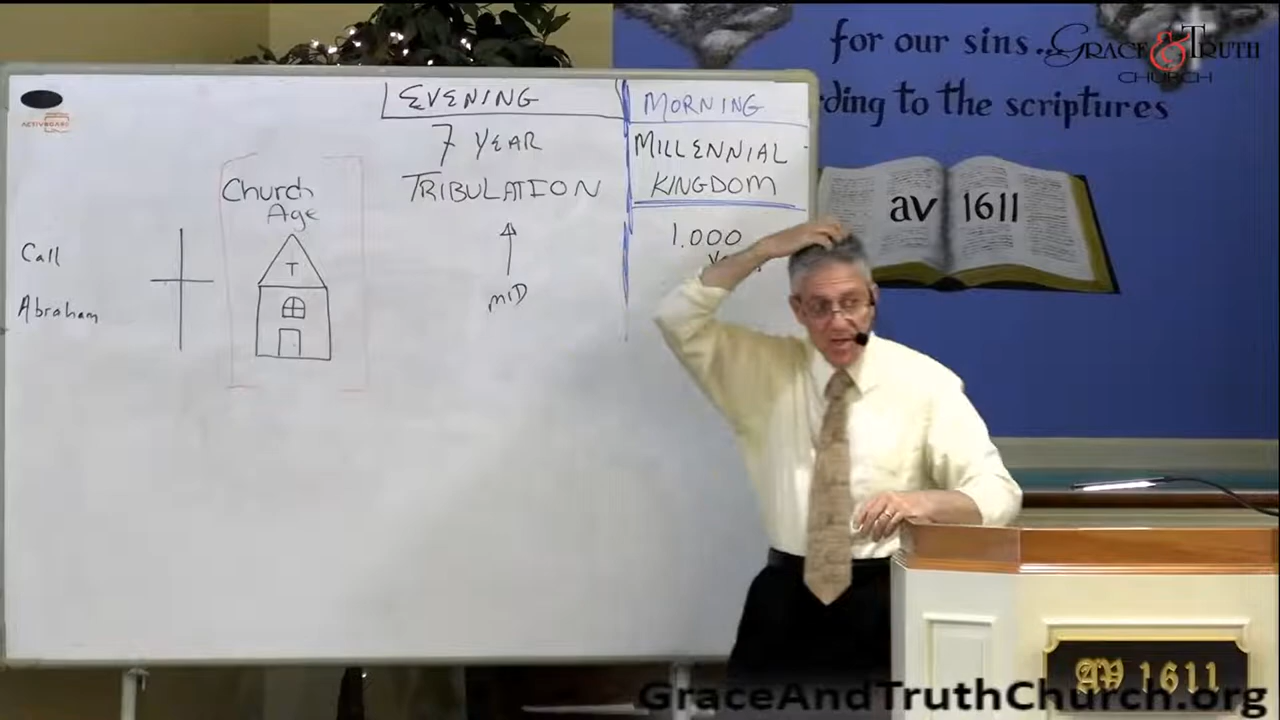 for our sins..
rding to the scriptures
GRACE & TRUTH
CHURCH
ACTIVBOARD
EVENING
MORNING
7 YEAR
TRIBULATION
MILLENNIAL
KINGDOM
1,000
MID
Church
Age
T
Call
Abraham
av 1611
AV 1611
GraceAndTruthChurch.org